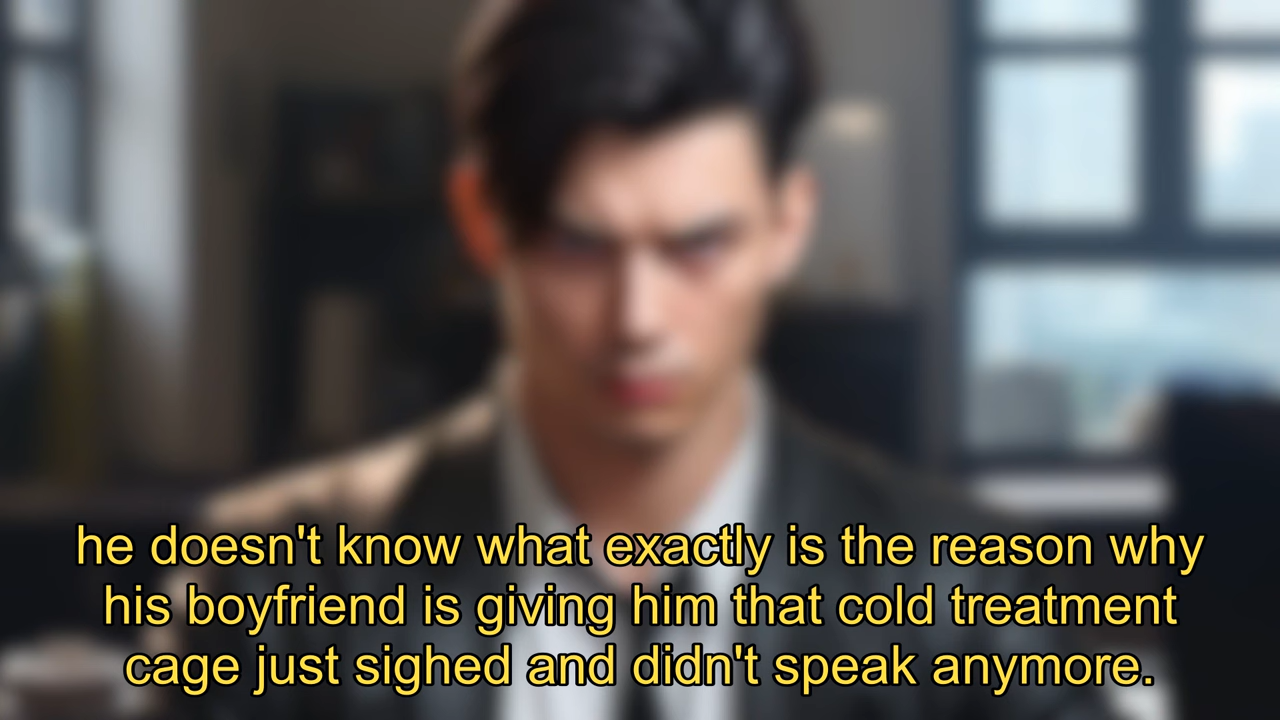 he doesn't know what exactly is the reason why
his boyfriend is giving him that cold treatment
cage just sighed and didn't speak anymore.